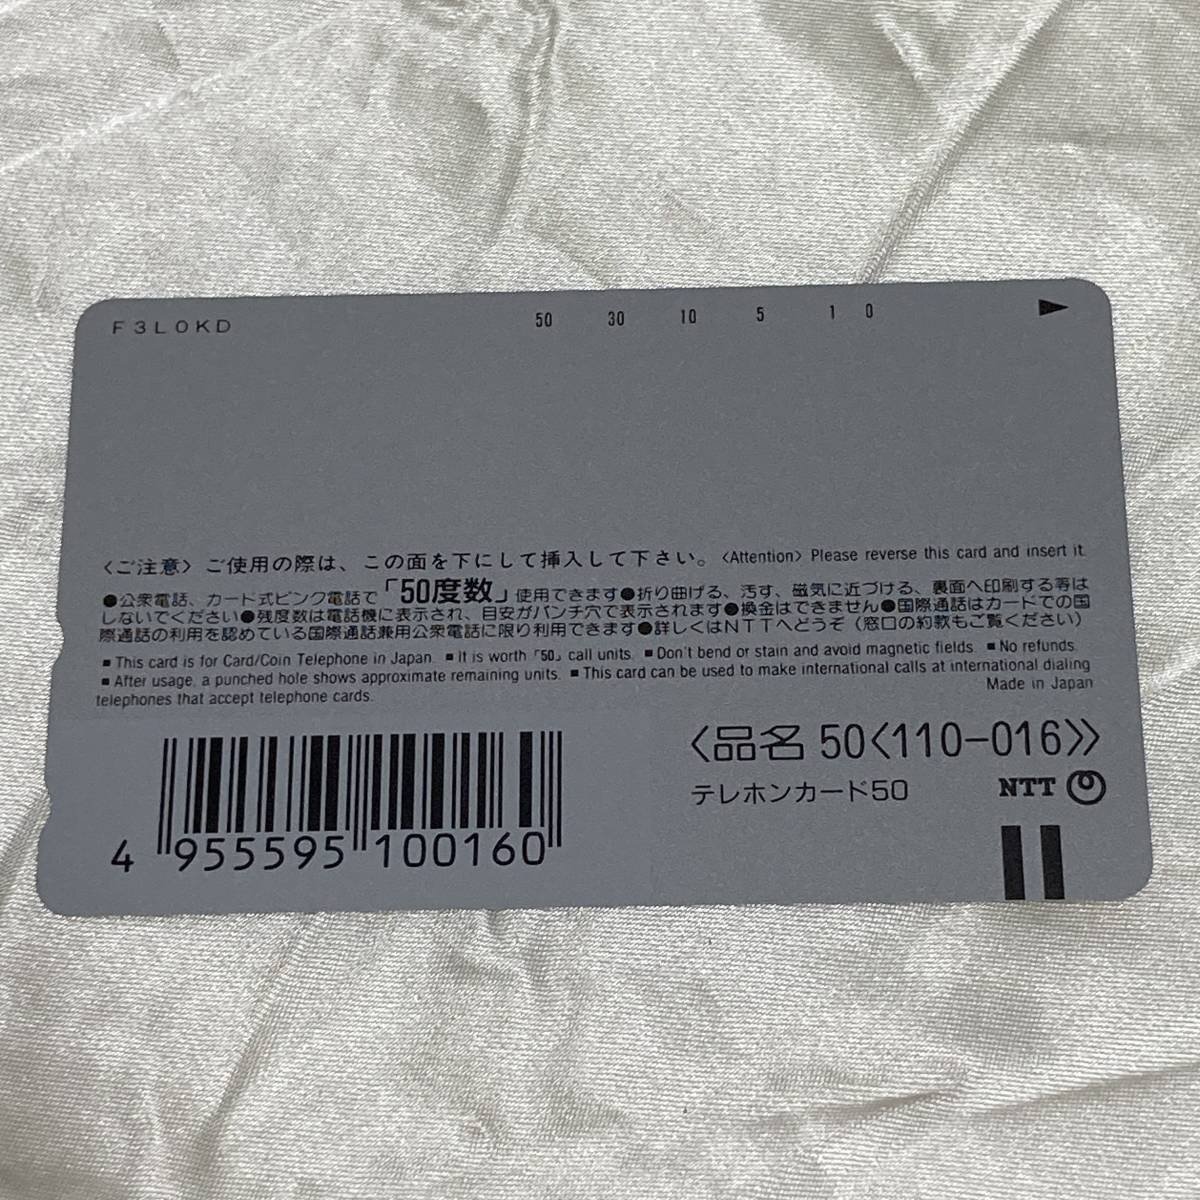 F3L0KD
50 30 10 5 1 0
〈ご注意〉ご使用の際は、この面を下にして挿入して下さい。〈Attention〉Please reverse this card and insert it.
●公衆電話、カード式ピンク電話で「50度数」使用できます●折り曲げる、汚す、磁気に近づける、裏面へ印刷する等は
しないでください●残度数は電話機に表示され、目安がパンチ穴で表示されます●換金はできません●国際通話はカードでの国
際通話の利用を認めている国際通話兼用公衆電話に限り利用できます●詳しくはNTTへどうぞ(窓口の約款もご覧ください)
■This card is for Card/Coin Telephone in Japan. ■It is worth「50」call units. ■Don't bend or stain and avoid magnetic fields. ■No refunds.
■After usage, a punched hole shows approximate remaining units. ■This card can be used to make international calls at international dialing
telephones that accept telephone cards.
Made in Japan
〈品名 50〈110-016〉〉
テレホンカード50 NTT
4 955595 100160